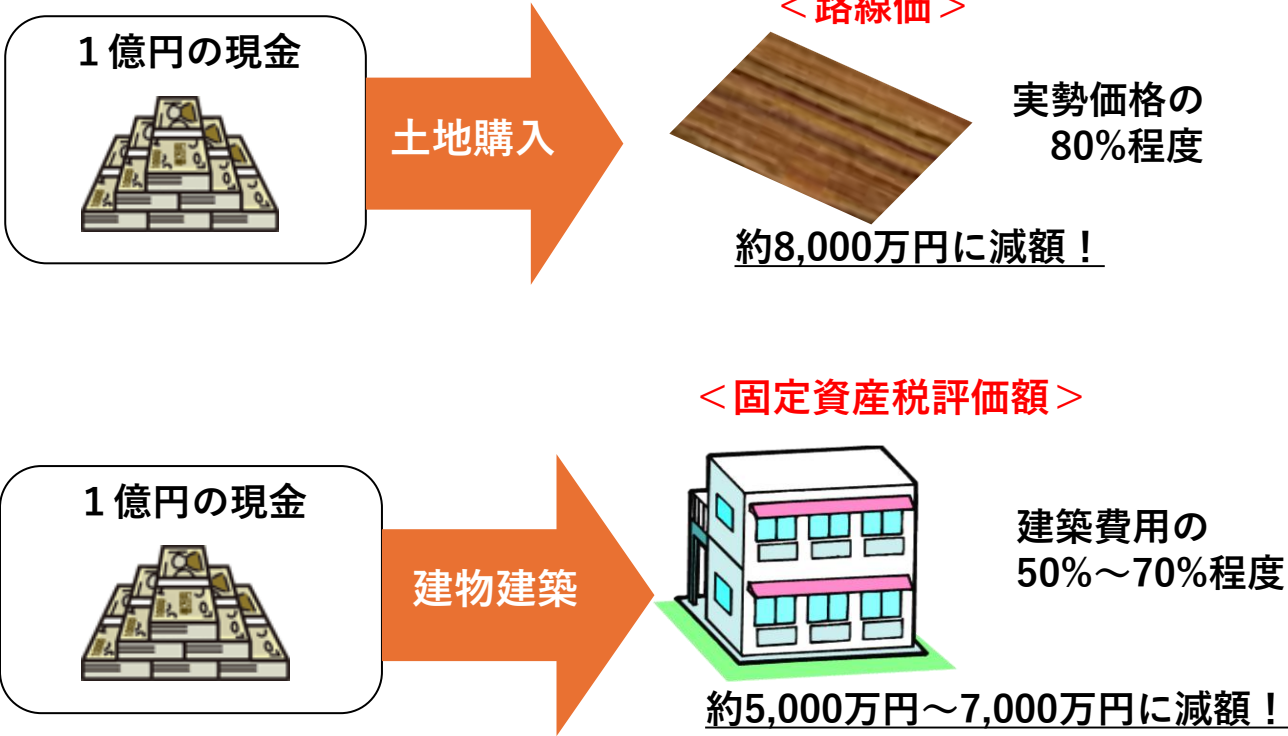 １億円の現金
土地購入
＜路線価＞
実勢価格の
80%程度
約8,000万円に減額！
＜固定資産税評価額＞
１億円の現金
建物建築
建築費用の
50%～70%程度
約5,000万円～7,000万円に減額！